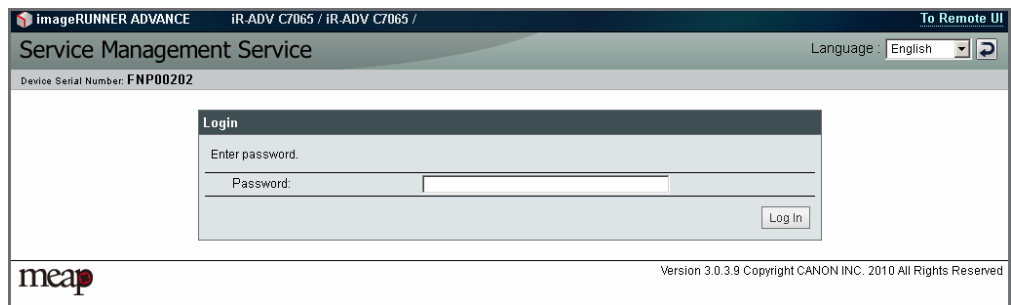 imageRUNNER ADVANCE iR-ADV C7065 / iR-ADV C7065 / To Remote UI
Service Management Service Language : English
Device Serial Number: FNP00202
Login
Enter password.
Password:
Log In
meap Version 3.0.3.9 Copyright CANON INC. 2010 All Rights Reserved